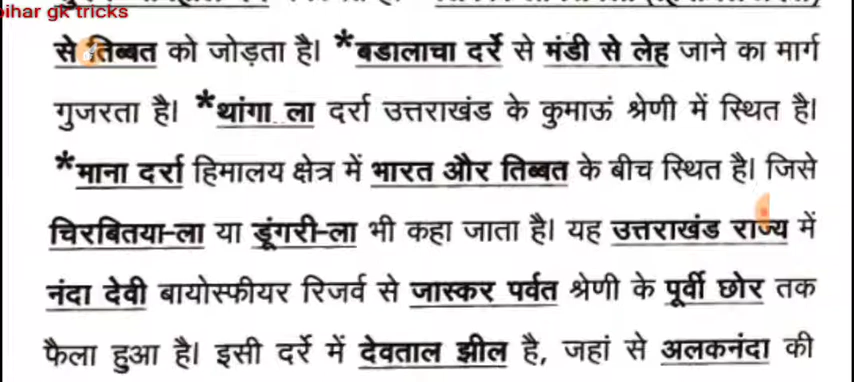 bihar gk tricks
से तिब्बत को जोड़ता है। *बडालाचा दर्रे से मंडी से लेह जाने का मार्ग
गुजरता है। *थांगा ला दर्रा उत्तराखंड के कुमाऊं श्रेणी में स्थित है।
*माना दर्रा हिमालय क्षेत्र में भारत और तिब्बत के बीच स्थित है। जिसे
चिरबितया-ला या डूंगरी-ला भी कहा जाता है। यह उत्तराखंड राज्य में
नंदा देवी बायोस्फीयर रिजर्व से जास्कर पर्वत श्रेणी के पूर्वी छोर तक
फैला हुआ है। इसी दर्रे में देवताल झील है, जहां से अलकनंदा की